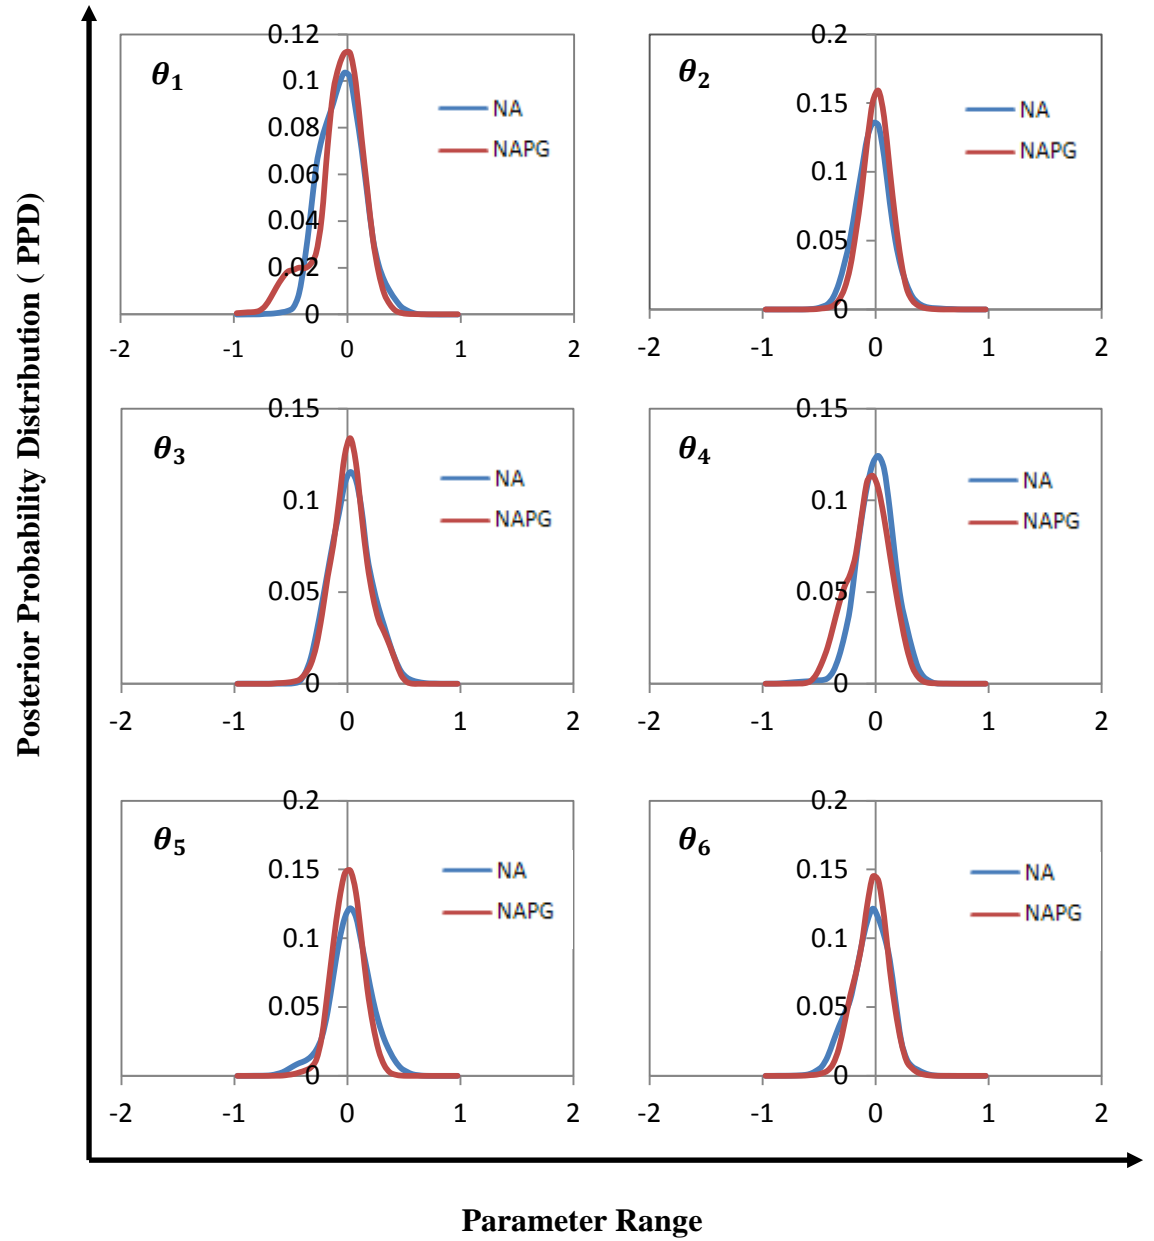 Posterior Probability Distribution ( PPD)
θ1
0.12
0.1
0.08
0.06
0.04
0.02
0
-2 -1 0 1 2
NA
NAPG
θ2
0.2
0.15
0.1
0.05
0
-2 -1 0 1 2
NA
NAPG
θ3
0.15
0.1
0.05
0
-2 -1 0 1 2
NA
NAPG
θ4
0.15
0.1
0.05
0
-2 -1 0 1 2
NA
NAPG
θ5
0.2
0.15
0.1
0.05
0
-2 -1 0 1 2
NA
NAPG
θ6
0.2
0.15
0.1
0.05
0
-2 -1 0 1 2
NA
NAPG
Parameter Range